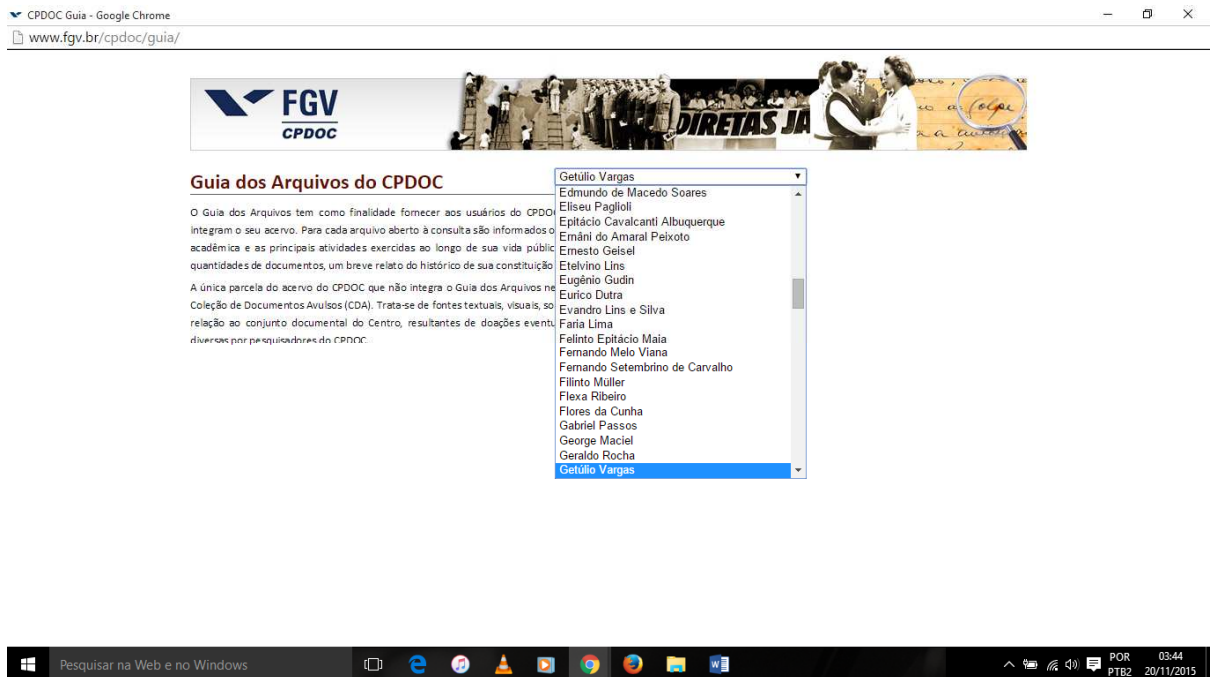 CPDOC Guia - Google Chrome
www.fgv.br/cpdoc/guia/
FGV
CPDOC
DIRETAS JÁ
Guia dos Arquivos do CPDOC
O Guia dos Arquivos tem como finalidade fornecer aos usuários do CPDO
integram o seu acervo. Para cada arquivo aberto à consulta são informados o
acadêmica e as principais atividades exercidas ao longo de sua vida públic
quantidades de documentos, um breve relato do histórico de sua constituição
A única parcela do acervo do CPDOC que não integra o Guia dos Arquivos ne
Coleção de Documentos Avulsos (CDA). Trata-se de fontes textuais, visuais, so
relação ao conjunto documental do Centro, resultantes de doações eventu
diversas por pesquisadores do CPDOC.
Getúlio Vargas
Edmundo de Macedo Soares
Eliseu Paglioli
Epitácio Cavalcanti Albuquerque
Ernâni do Amaral Peixoto
Ernesto Geisel
Etelvino Lins
Eugênio Gudin
Eurico Dutra
Evandro Lins e Silva
Faria Lima
Felinto Epitácio Maia
Fernando Melo Viana
Fernando Setembrino de Carvalho
Filinto Müller
Flexa Ribeiro
Flores da Cunha
Gabriel Passos
George Maciel
Geraldo Rocha
Getúlio Vargas
Pesquisar na Web e no Windows
POR
PTB2
03:44
20/11/2015